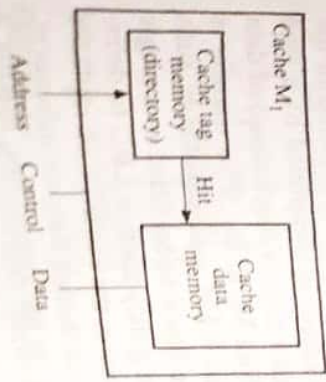 Cache M1
Cache tag
memory
(directory)
Hit
Cache
data
memory
Address
Control
Data